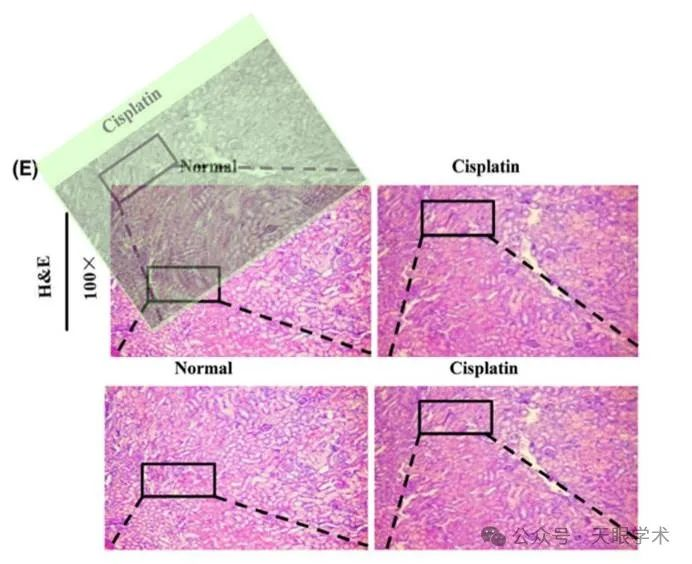 Cisplatin
(E)
Normal
Cisplatin
H&E
100×
Normal
Cisplatin
公众号 · 天眼学术